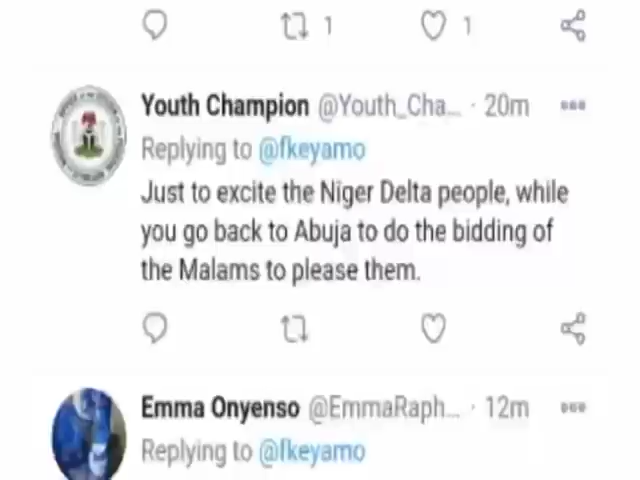 1 1
Youth Champion @Youth_Cha... · 20m
Replying to @fkeyamo
Just to excite the Niger Delta people, while
you go back to Abuja to do the bidding of
the Malams to please them.
Emma Onyenso @EmmaRaph... · 12m
Replying to @fkeyamo